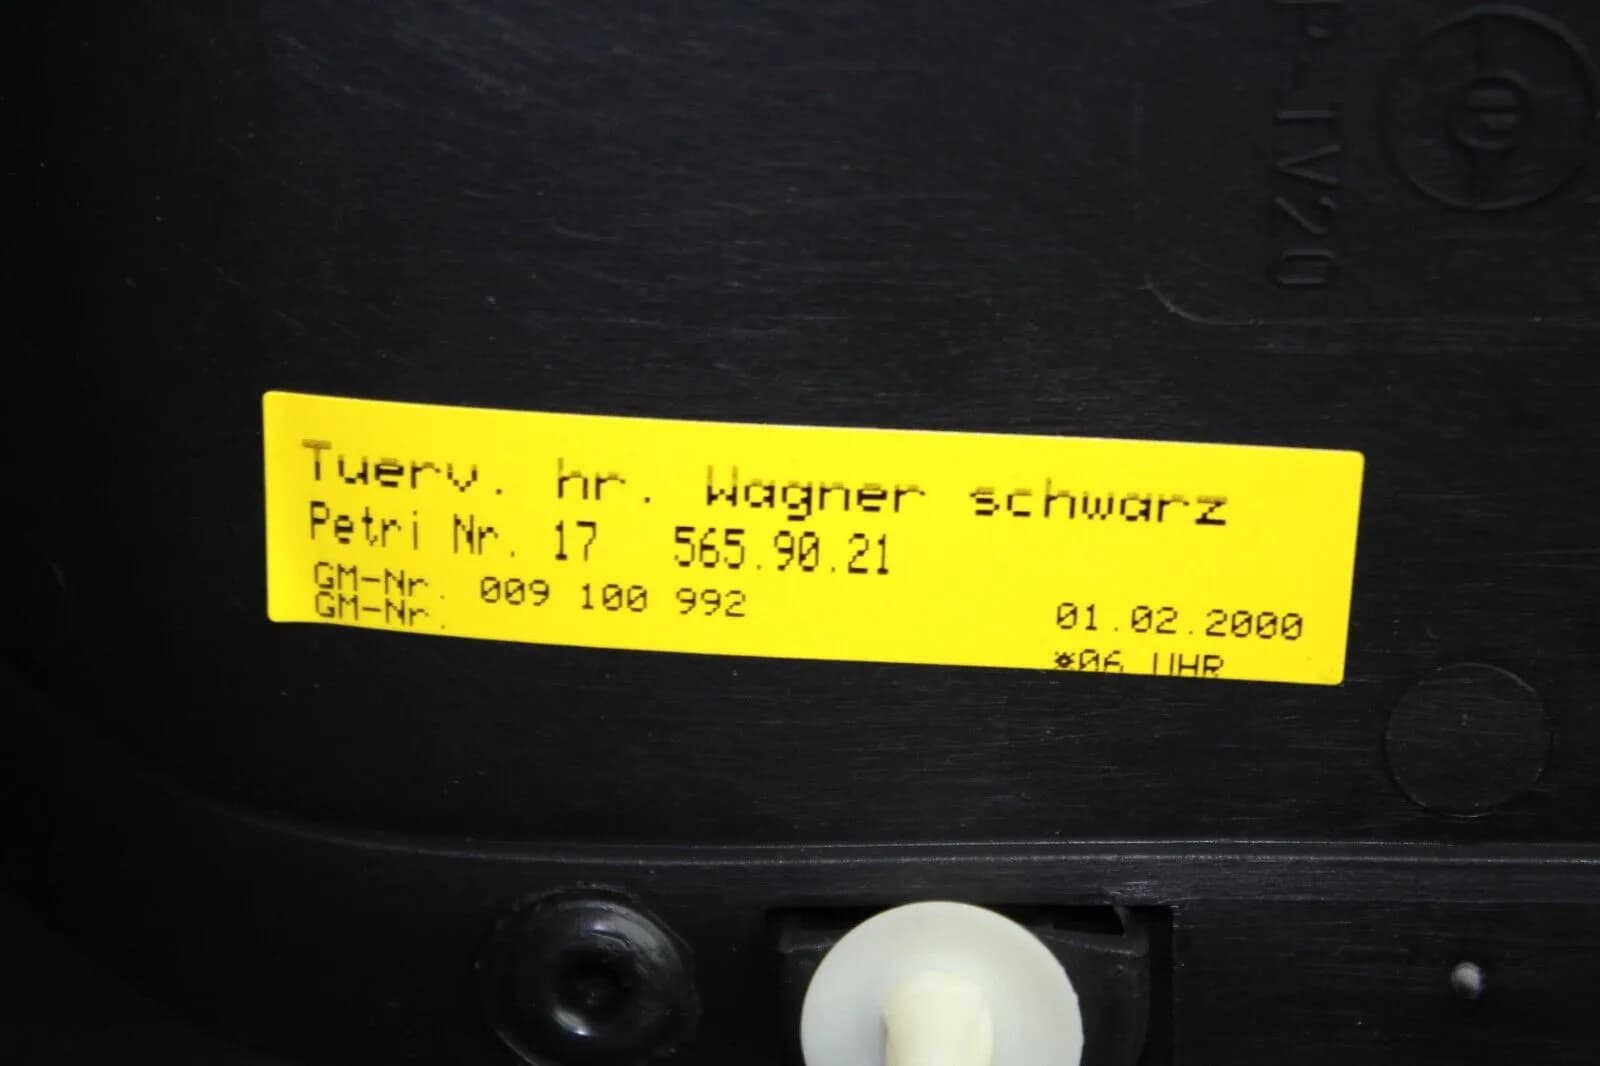 P-TV20
Tuerv. hr. Wagner schwarz
Petri Nr. 17 565.90.21
GM-Nr. 009 100 992
GM-Nr.
01.02.2000
*06 UHR